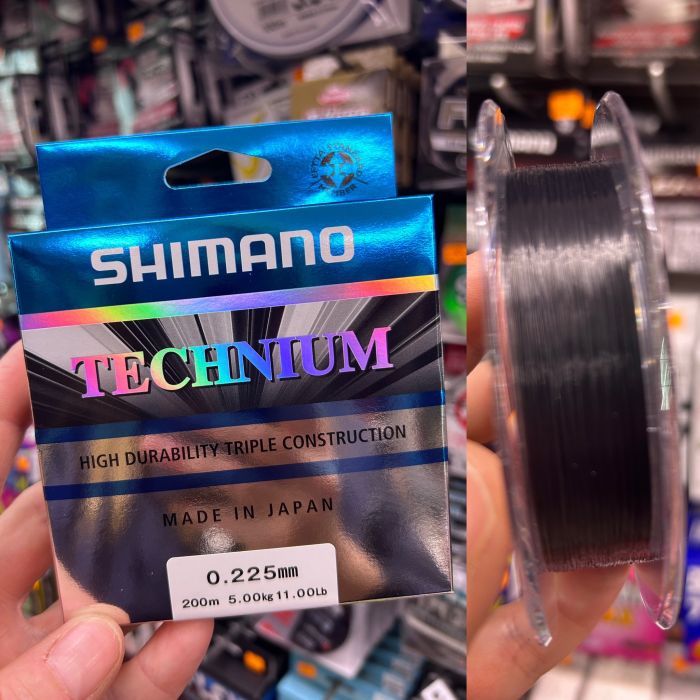 SHIMANO
TECHNIUM
HIGH DURABILITY TRIPLE CONSTRUCTION
MADE IN JAPAN
0.225mm
200m 5.00kg 11.00Lb